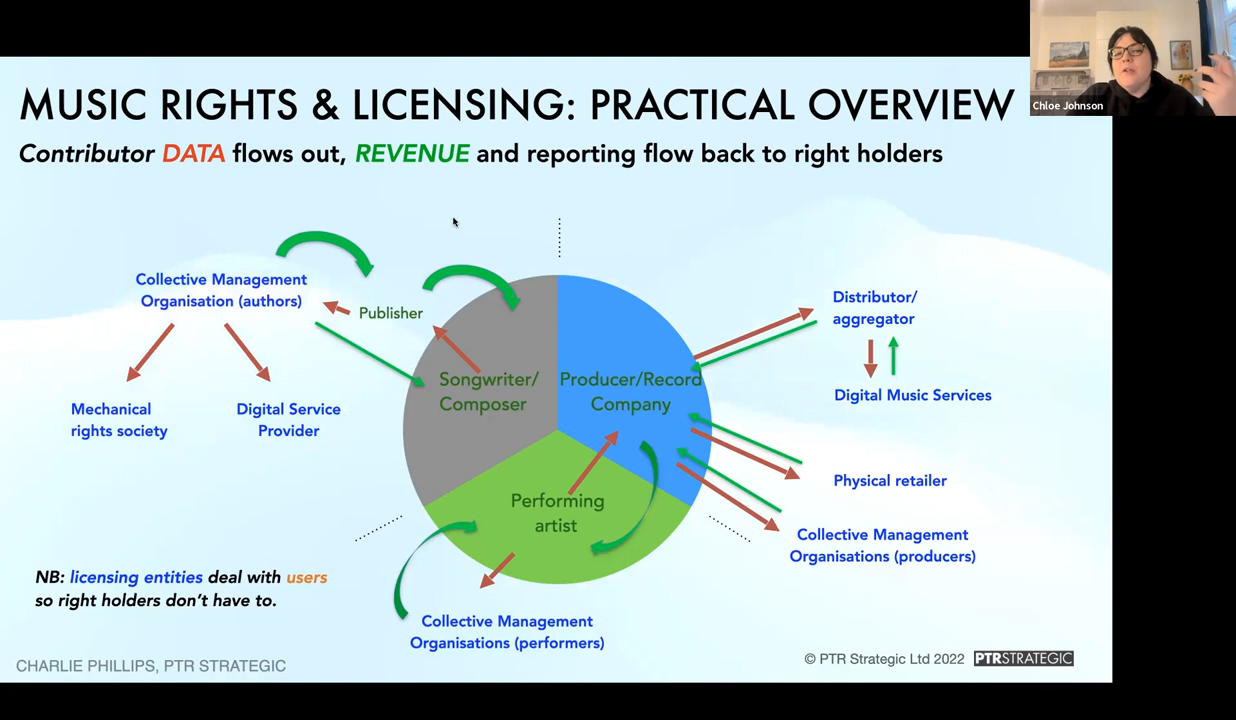 MUSIC RIGHTS & LICENSING: PRACTICAL OVERVIEW
Chloe Johnson
Contributor DATA flows out, REVENUE and reporting flow back to right holders
Collective Management
Organisation (authors)
Publisher
Mechanical
rights society
Digital Service
Provider
Songwriter/
Composer
Producer/Record
Company
Performing
artist
Distributor/
aggregator
Digital Music Services
Physical retailer
Collective Management
Organisations (producers)
Collective Management
Organisations (performers)
NB: licensing entities deal with users
so right holders don't have to.
CHARLIE PHILLIPS, PTR STRATEGIC
© PTR Strategic Ltd 2022 PTRSTRATEGIC